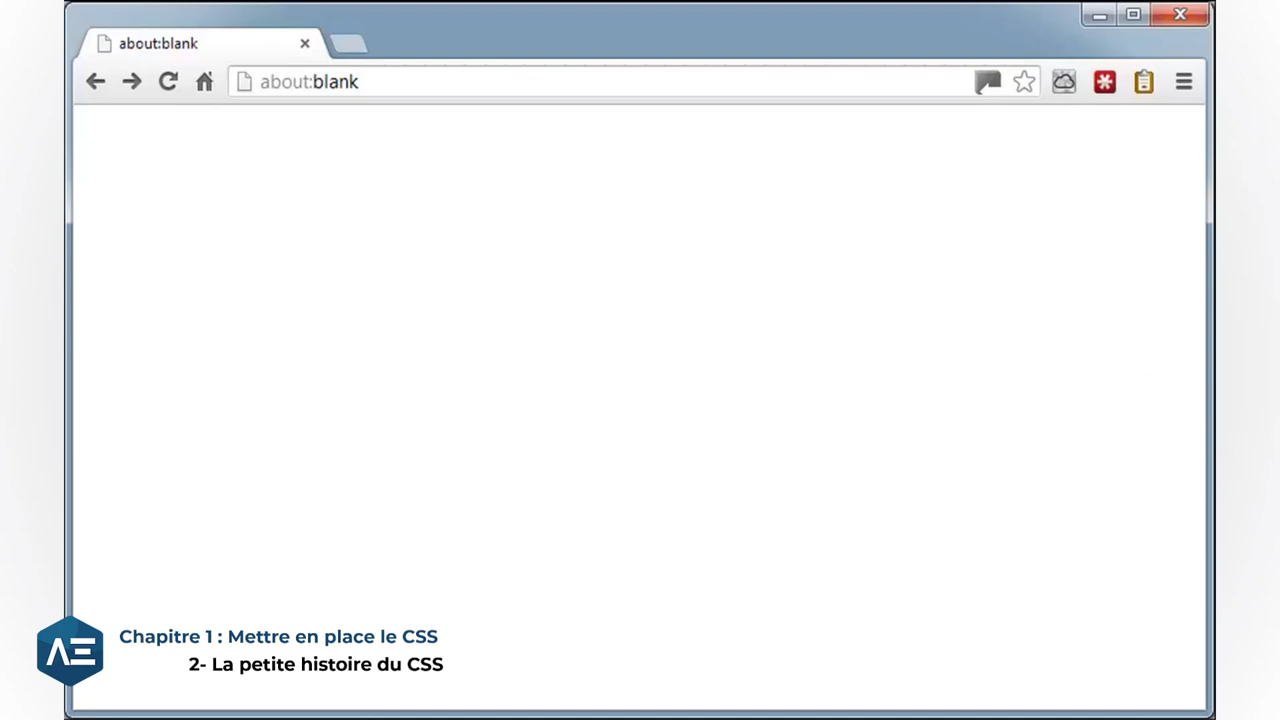 about:blank
about:blank
Chapitre 1 : Mettre en place le CSS
2- La petite histoire du CSS